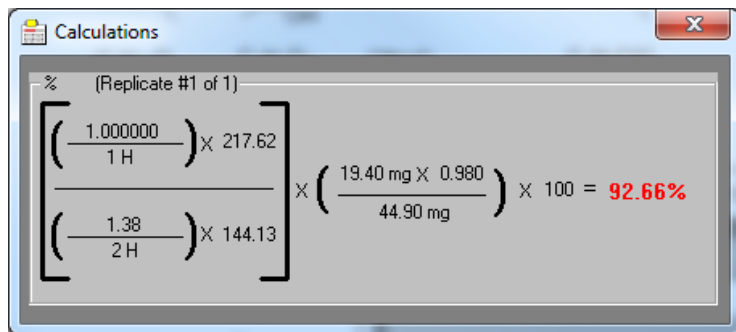 Calculations
% (Replicate #1 of 1)
1.000000
1 H
X 217.62
1.38
2 H
X 144.13
X
19.40 mg X 0.980
44.90 mg
X 100 = 92.66%